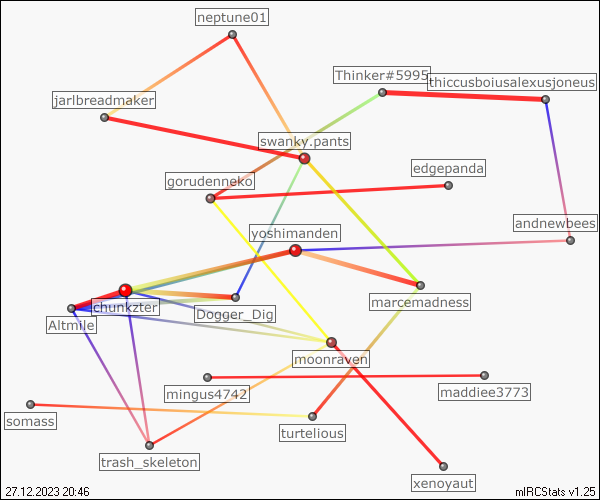 neptune01
Thinker#5995
thiccusboiusalexusjoneus
jarlbreadmaker
swanky.pants
edgepanda
gorudenneko
andnewbees
yoshimanden
marcemadness
chunkzter
Dogger_Dig
Altmile
moonraven
mingus4742
maddiee3773
somass
turtelious
trash_skeleton
xenoyaut
27.12.2023 20:46
mIRCStats v1.25